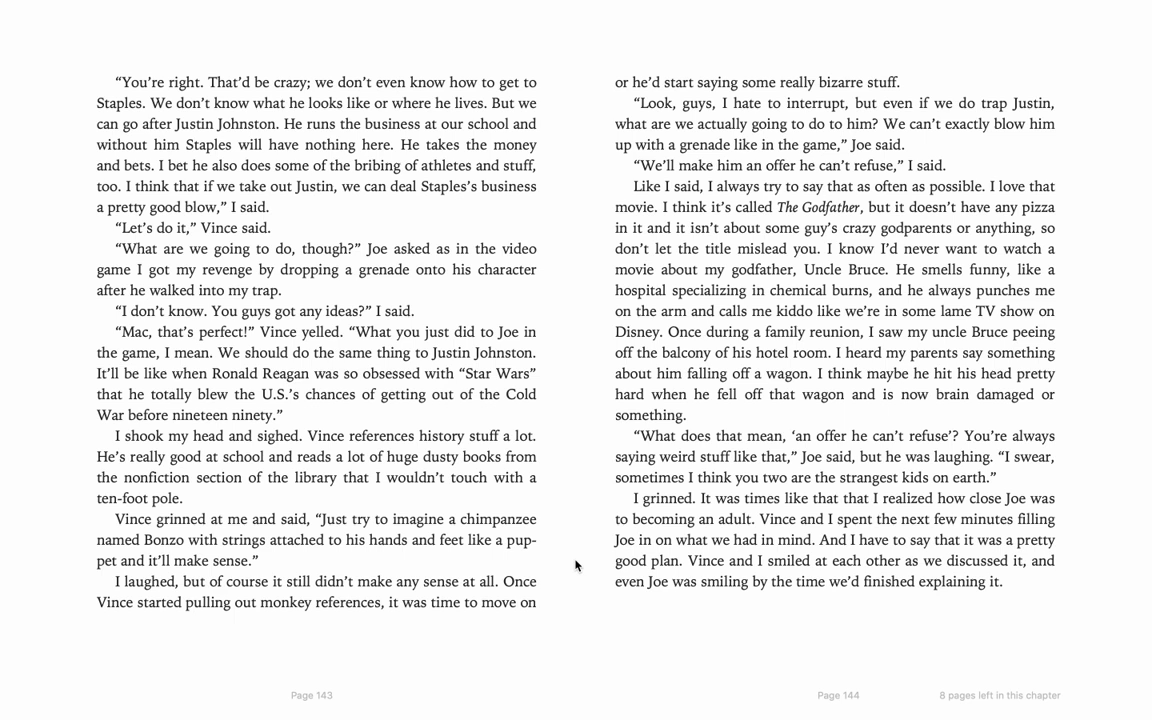 “You’re right. That’d be crazy; we don’t even know how to get to
Staples. We don’t know what he looks like or where he lives. But we
can go after Justin Johnston. He runs the business at our school and
without him Staples will have nothing here. He takes the money
and bets. I bet he also does some of the bribing of athletes and stuff,
too. I think that if we take out Justin, we can deal Staples’s business
a pretty good blow,” I said.
“Let’s do it,” Vince said.
“What are we going to do, though?” Joe asked as in the video
game I got my revenge by dropping a grenade onto his character
after he walked into my trap.
“I don’t know. You guys got any ideas?” I said.
“Mac, that’s perfect!” Vince yelled. “What you just did to Joe in
the game, I mean. We should do the same thing to Justin Johnston.
It’ll be like when Ronald Reagan was so obsessed with “Star Wars”
that he totally blew the U.S.’s chances of getting out of the Cold
War before nineteen ninety.”
I shook my head and sighed. Vince references history stuff a lot.
He’s really good at school and reads a lot of huge dusty books from
the nonfiction section of the library that I wouldn’t touch with a
ten-foot pole.
Vince grinned at me and said, “Just try to imagine a chimpanzee
named Bonzo with strings attached to his hands and feet like a pup-
pet and it’ll make sense.”
I laughed, but of course it still didn’t make any sense at all. Once
Vince started pulling out monkey references, it was time to move on
Page 143
or he’d start saying some really bizarre stuff.
“Look, guys, I hate to interrupt, but even if we do trap Justin,
what are we actually going to do to him? We can’t exactly blow him
up with a grenade like in the game,” Joe said.
“We’ll make him an offer he can’t refuse,” I said.
Like I said, I always try to say that as often as possible. I love that
movie. I think it’s called The Godfather, but it doesn’t have any pizza
in it and it isn’t about some guy’s crazy godparents or anything, so
don’t let the title mislead you. I know I’d never want to watch a
movie about my godfather, Uncle Bruce. He smells funny, like a
hospital specializing in chemical burns, and he always punches me
on the arm and calls me kiddo like we’re in some lame TV show on
Disney. Once during a family reunion, I saw my uncle Bruce peeing
off the balcony of his hotel room. I heard my parents say something
about him falling off a wagon. I think maybe he hit his head pretty
hard when he fell off that wagon and is now brain damaged or
something.
“What does that mean, ‘an offer he can’t refuse’? You’re always
saying weird stuff like that,” Joe said, but he was laughing. “I swear,
sometimes I think you two are the strangest kids on earth.”
I grinned. It was times like that that I realized how close Joe was
to becoming an adult. Vince and I spent the next few minutes filling
Joe in on what we had in mind. And I have to say that it was a pretty
good plan. Vince and I smiled at each other as we discussed it, and
even Joe was smiling by the time we’d finished explaining it.
Page 144
8 pages left in this chapter